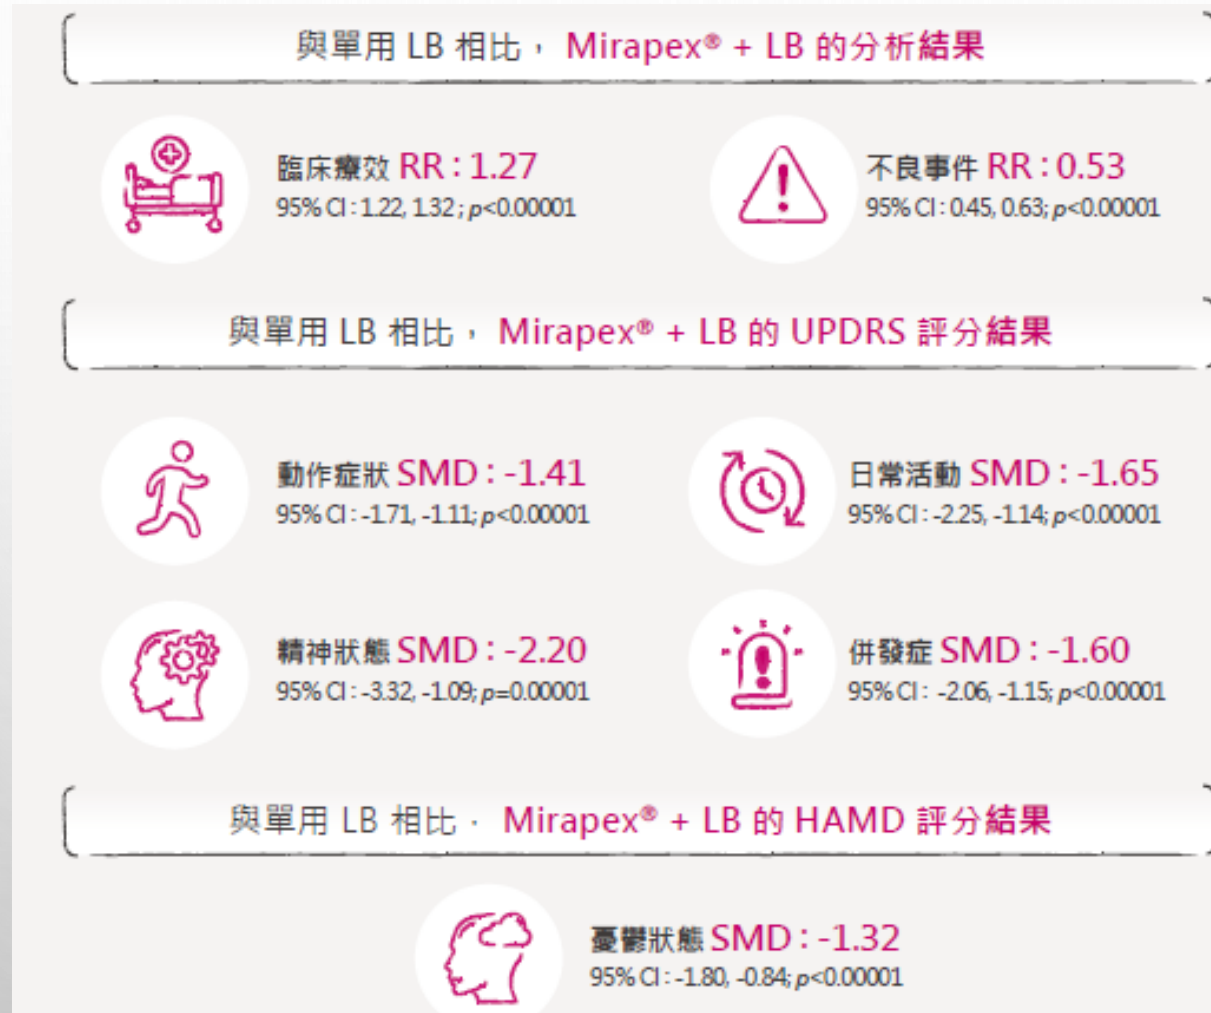 與單用 LB 相比， Mirapex® + LB 的分析結果
臨床療效 RR：1.27
95% CI：1.22, 1.32 ; p<0.00001
不良事件 RR：0.53
95% CI：0.45, 0.63; p<0.00001
與單用 LB 相比， Mirapex® + LB 的 UPDRS 評分結果
動作症狀 SMD：-1.41
95% CI：-1.71, -1.11; p<0.00001
日常活動 SMD：-1.65
95% CI：-2.25, -1.14; p<0.00001
精神狀態 SMD：-2.20
95% CI：-3.32, -1.09; p=0.00001
併發症 SMD：-1.60
95% CI： -2.06, -1.15; p<0.00001
與單用 LB 相比， Mirapex® + LB 的 HAMD 評分結果
憂鬱狀態 SMD：-1.32
95% CI：-1.80, -0.84; p<0.00001